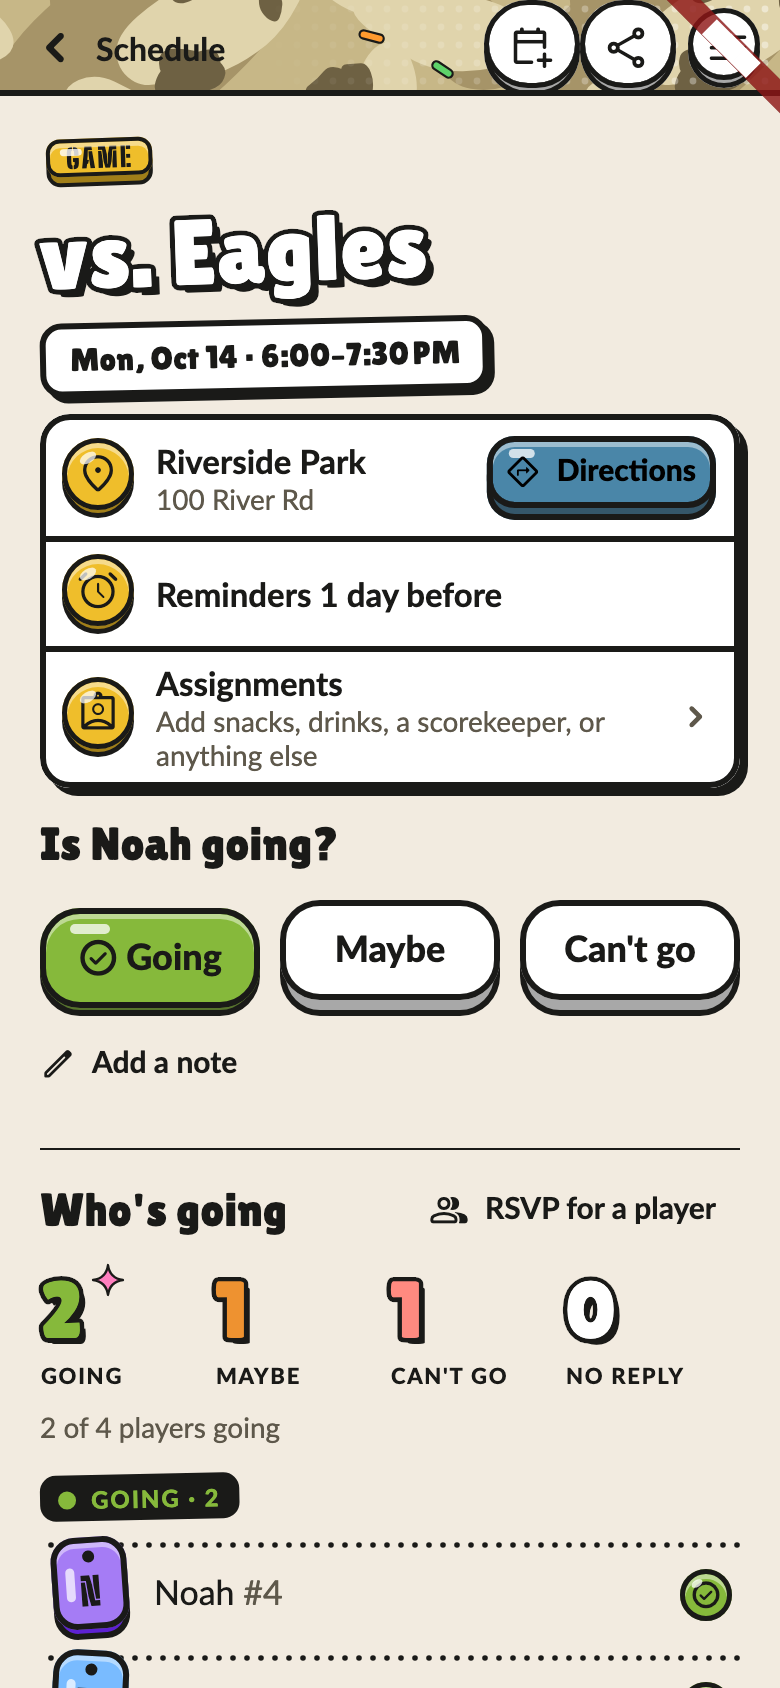 Schedule
GAME
vs. Eagles
Mon, Oct 14 · 6:00–7:30 PM
Riverside Park
100 River Rd
Directions
Reminders 1 day before
Assignments
Add snacks, drinks, a scorekeeper, or
anything else
Is Noah going?
Going
Maybe
Can't go
Add a note
Who's going
RSVP for a player
2
1
1
0
GOING
MAYBE
CAN'T GO
NO REPLY
2 of 4 players going
GOING · 2
N
Noah #4